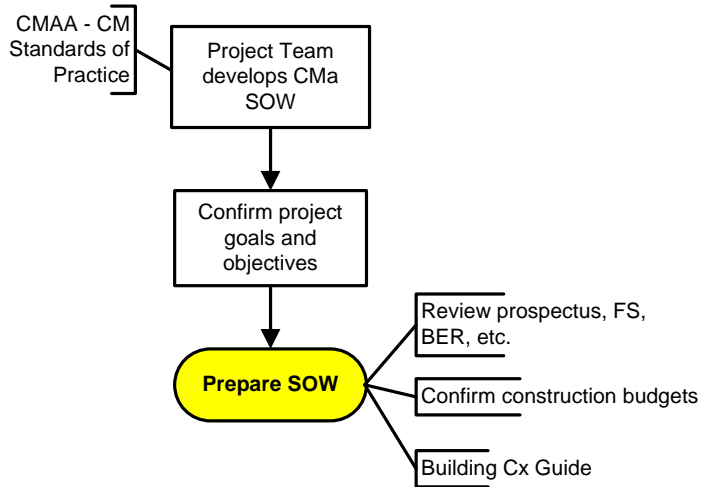 CMAA - CM
Standards of
Practice
Project Team
develops CMa
SOW
Confirm project
goals and
objectives
Prepare SOW
Review prospectus, FS,
BER, etc.
Confirm construction budgets
Building Cx Guide